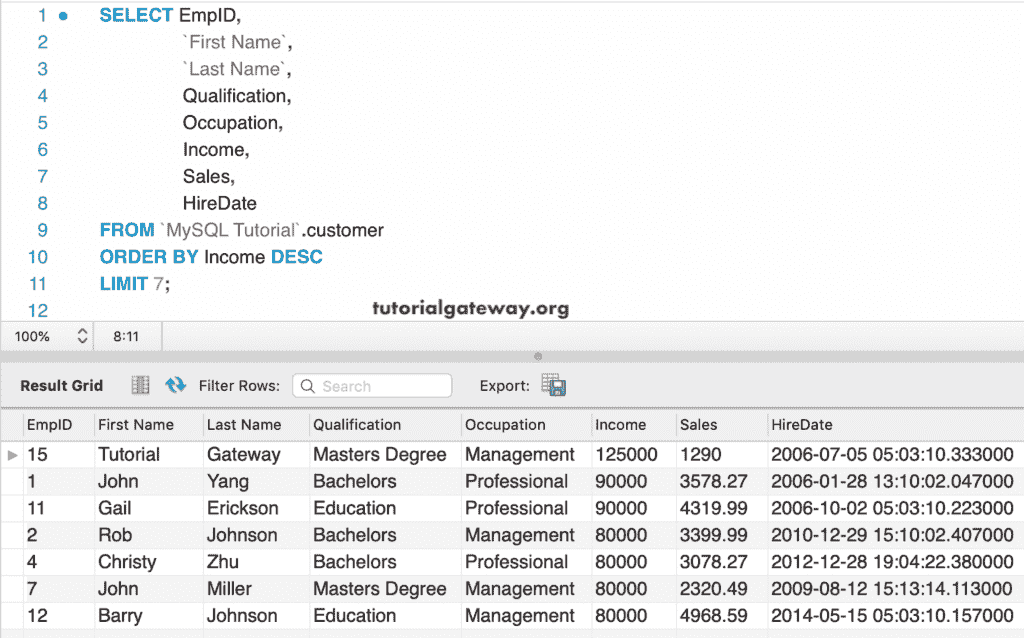 1 SELECT EmpID,
2 `First Name`,
3 `Last Name`,
4 Qualification,
5 Occupation,
6 Income,
7 Sales,
8 HireDate
9 FROM `MySQL Tutorial`.customer
10 ORDER BY Income DESC
11 LIMIT 7;
12
tutorialgateway.org
100% 8:11
Result Grid Filter Rows: Search Export:
EmpID First Name Last Name Qualification Occupation Income Sales HireDate
15 Tutorial Gateway Masters Degree Management 125000 1290 2006-07-05 05:03:10.333000
1 John Yang Bachelors Professional 90000 3578.27 2006-01-28 13:10:02.047000
11 Gail Erickson Education Professional 90000 4319.99 2006-10-02 05:03:10.223000
2 Rob Johnson Bachelors Management 80000 3399.99 2010-12-29 15:10:02.407000
4 Christy Zhu Bachelors Professional 80000 3078.27 2012-12-28 19:04:22.380000
7 John Miller Masters Degree Management 80000 2320.49 2009-08-12 15:13:14.113000
12 Barry Johnson Education Management 80000 4968.59 2014-05-15 05:03:10.157000